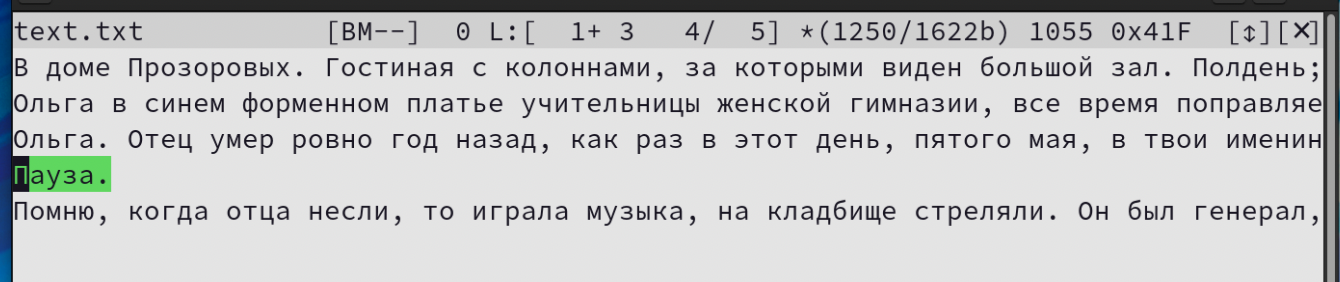 text.txt [BM--] 0 L:[ 1+ 3 4/ 5] *(1250/1622b) 1055 0x41F [↕][✕]
В доме Прозоровых. Гостиная с колоннами, за которыми виден большой зал. Полдень;
Ольга в синем форменном платье учительницы женской гимназии, все время поправляе
Ольга. Отец умер ровно год назад, как раз в этот день, пятого мая, в твои именин
Пауза.
Помню, когда отца несли, то играла музыка, на кладбище стреляли. Он был генерал,